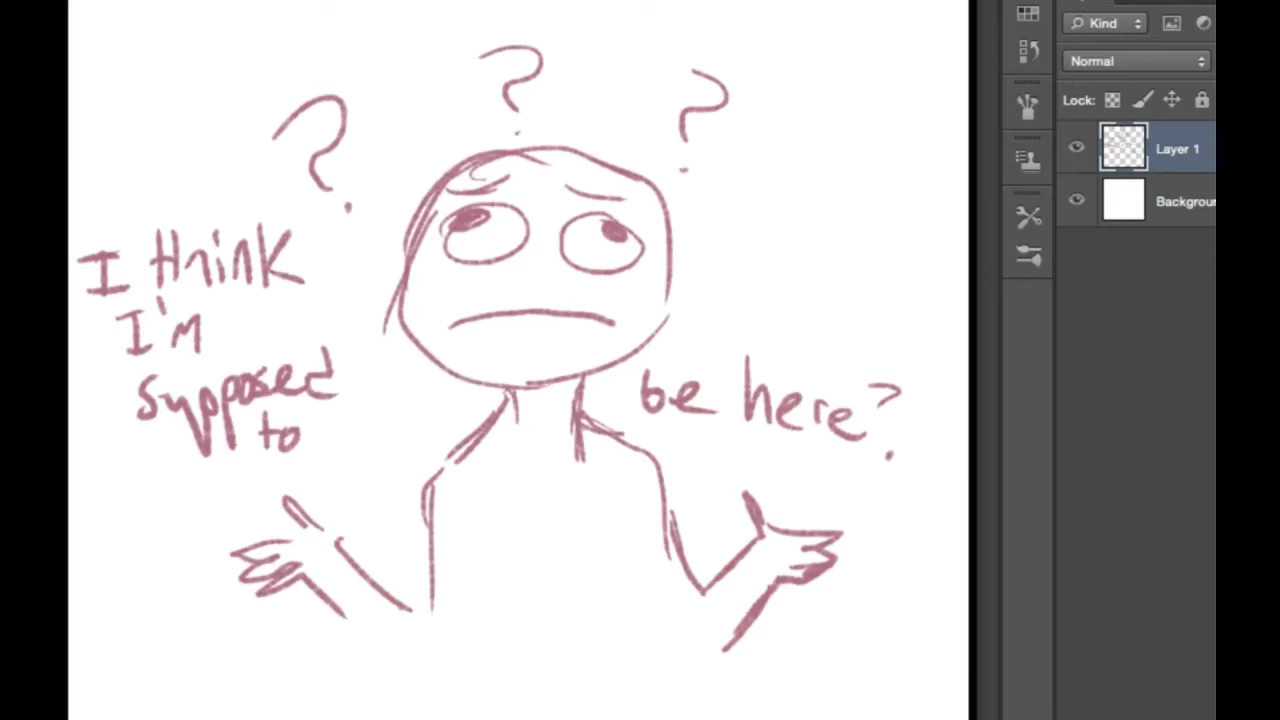 ? ? ?
I think
I'm
supposed
to
be here?
Kind
Normal
Lock:
Layer 1
Backgroun